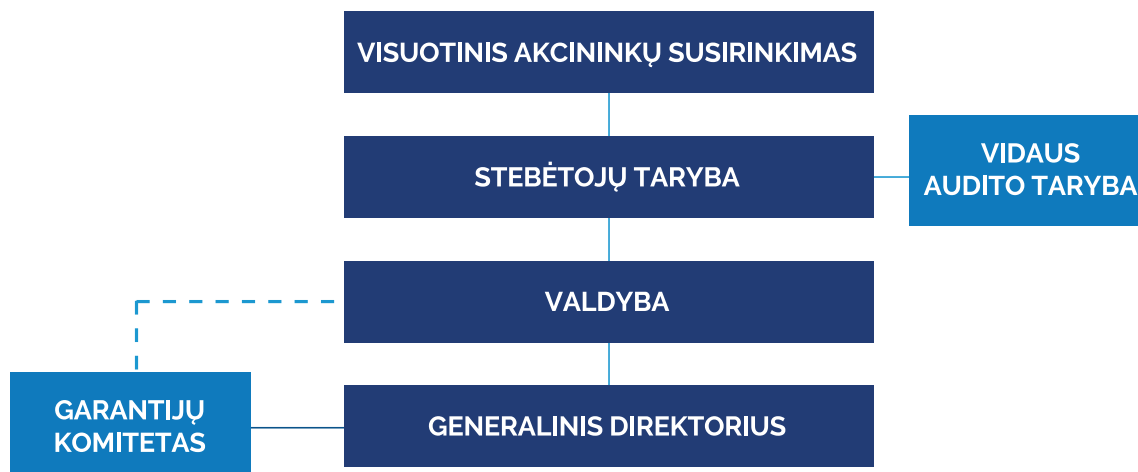 VISUOTINIS AKCININKŲ SUSIRINKIMAS
STEBĖTOJŲ TARYBA
VIDAUS
AUDITO TARYBA
VALDYBA
GARANTIJŲ
KOMITETAS
GENERALINIS DIREKTORIUS